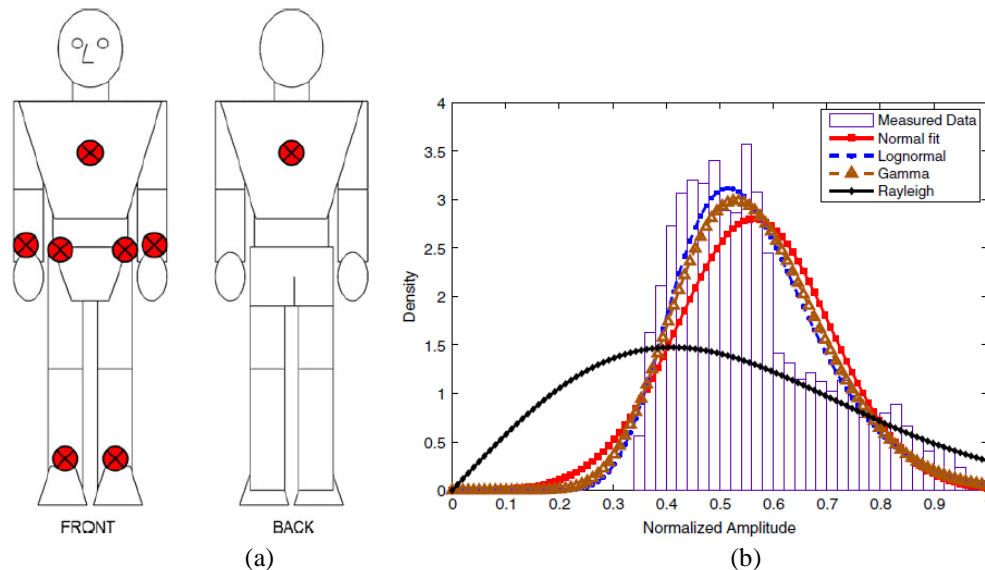 FRONT
BACK
(a)
4
3.5
3
2.5
2
1.5
1
0.5
0
Density
0
0.1
0.2
0.3
0.4
0.5
0.6
0.7
0.8
0.9
Normalized Amplitude
Measured Data
Normal fit
Lognormal
Gamma
Rayleigh
(b)